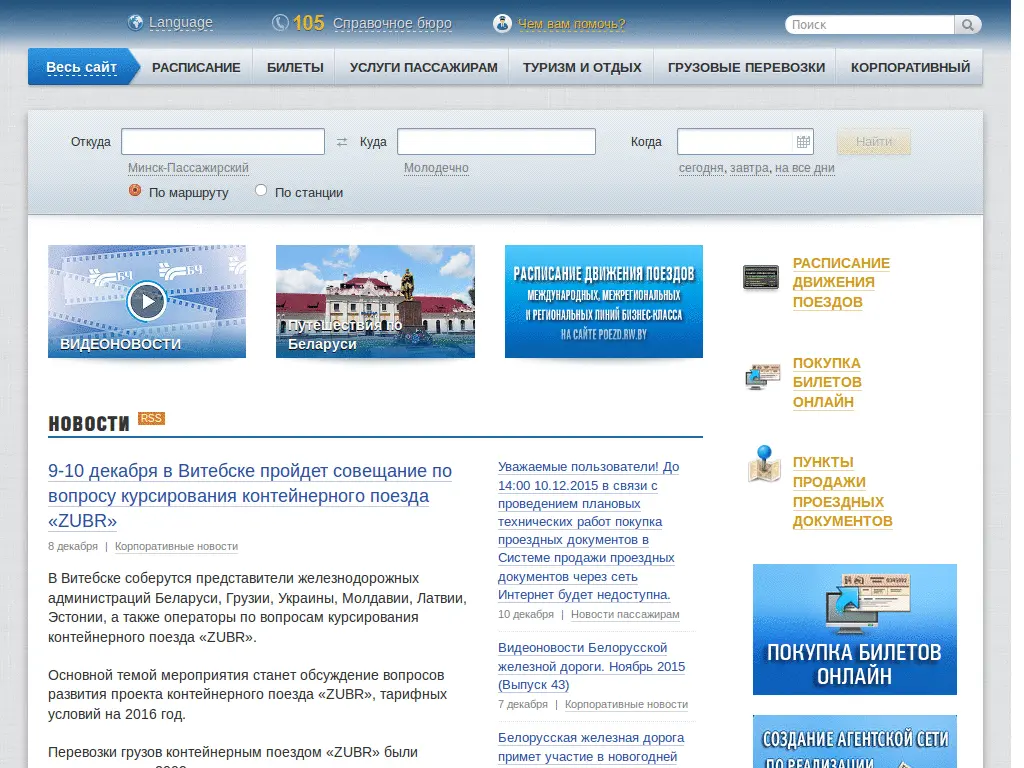 Language 105 Справочное бюро Чем вам помочь? Поиск
Весь сайт РАСПИСАНИЕ БИЛЕТЫ УСЛУГИ ПАССАЖИРАМ ТУРИЗМ И ОТДЫХ ГРУЗОВЫЕ ПЕРЕВОЗКИ КОРПОРАТИВНЫЙ
Откуда Куда Когда Найти
Минск-Пассажирский Молодечно сегодня, завтра, на все дни
По маршруту По станции
БЧ БЧ
ВИДЕОНОВОСТИ
Путешествия по
Беларуси
РАСПИСАНИЕ ДВИЖЕНИЯ ПОЕЗДОВ
МЕЖДУНАРОДНЫХ, МЕЖРЕГИОНАЛЬНЫХ
И РЕГИОНАЛЬНЫХ ЛИНИЙ БИЗНЕС-КЛАССА
НА САЙТЕ POEZD.RW.BY
РАСПИСАНИЕ
ДВИЖЕНИЯ
ПОЕЗДОВ
ПОКУПКА
БИЛЕТОВ
ОНЛАЙН
ПУНКТЫ
ПРОДАЖИ
ПРОЕЗДНЫХ
ДОКУМЕНТОВ
НОВОСТИ RSS
9-10 декабря в Витебске пройдет совещание по
вопросу курсирования контейнерного поезда
«ZUBR»
8 декабря | Корпоративные новости
В Витебске соберутся представители железнодорожных
администраций Беларуси, Грузии, Украины, Молдавии, Латвии,
Эстонии, а также операторы по вопросам курсирования
контейнерного поезда «ZUBR».
Основной темой мероприятия станет обсуждение вопросов
развития проекта контейнерного поезда «ZUBR», тарифных
условий на 2016 год.
Перевозки грузов контейнерным поездом «ZUBR» были
Уважаемые пользователи! До
14:00 10.12.2015 в связи с
проведением плановых
технических работ покупка
проездных документов в
Системе продажи проездных
документов через сеть
Интернет будет недоступна.
10 декабря | Новости пассажирам
Видеоновости Белорусской
железной дороги. Ноябрь 2015
(Выпуск 43)
7 декабря | Корпоративные новости
Белорусская железная дорога
примет участие в новогодней
ПОКУПКА БИЛЕТОВ
ОНЛАЙН
СОЗДАНИЕ АГЕНТСКОЙ СЕТИ
ПО РЕАЛИЗАЦИИ